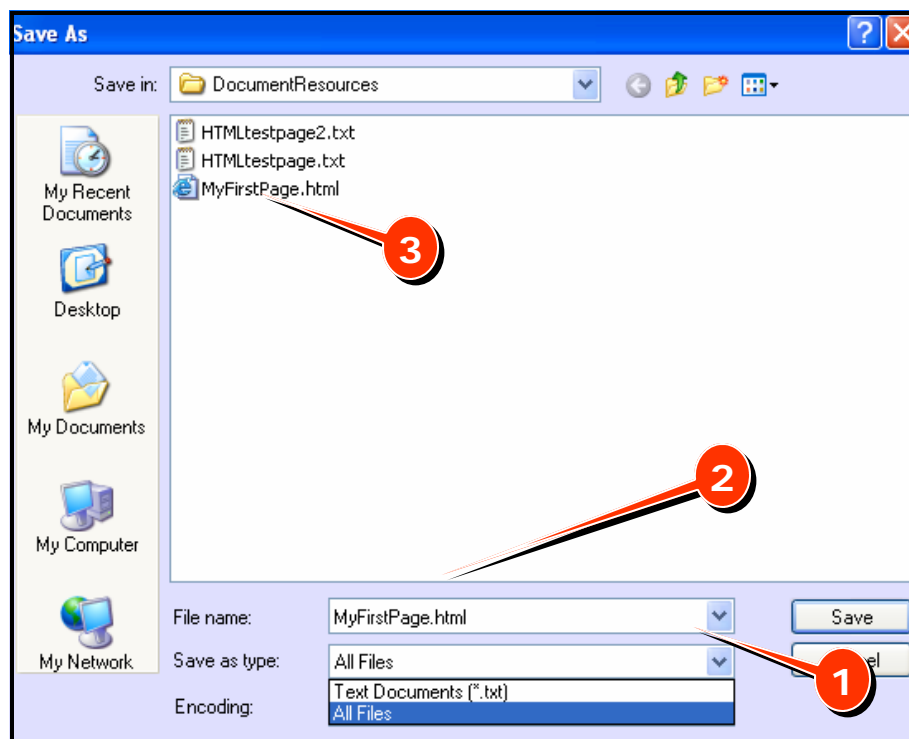 Save As
Save in: DocumentResources
HTMLtestpage2.txt
HTMLtestpage.txt
MyFirstPage.html
3
My Recent
Documents
Desktop
My Documents
My Computer
My Network
2
File name: MyFirstPage.html Save
Save as type: All Files
1
Encoding: Text Documents (*.txt)
All Files